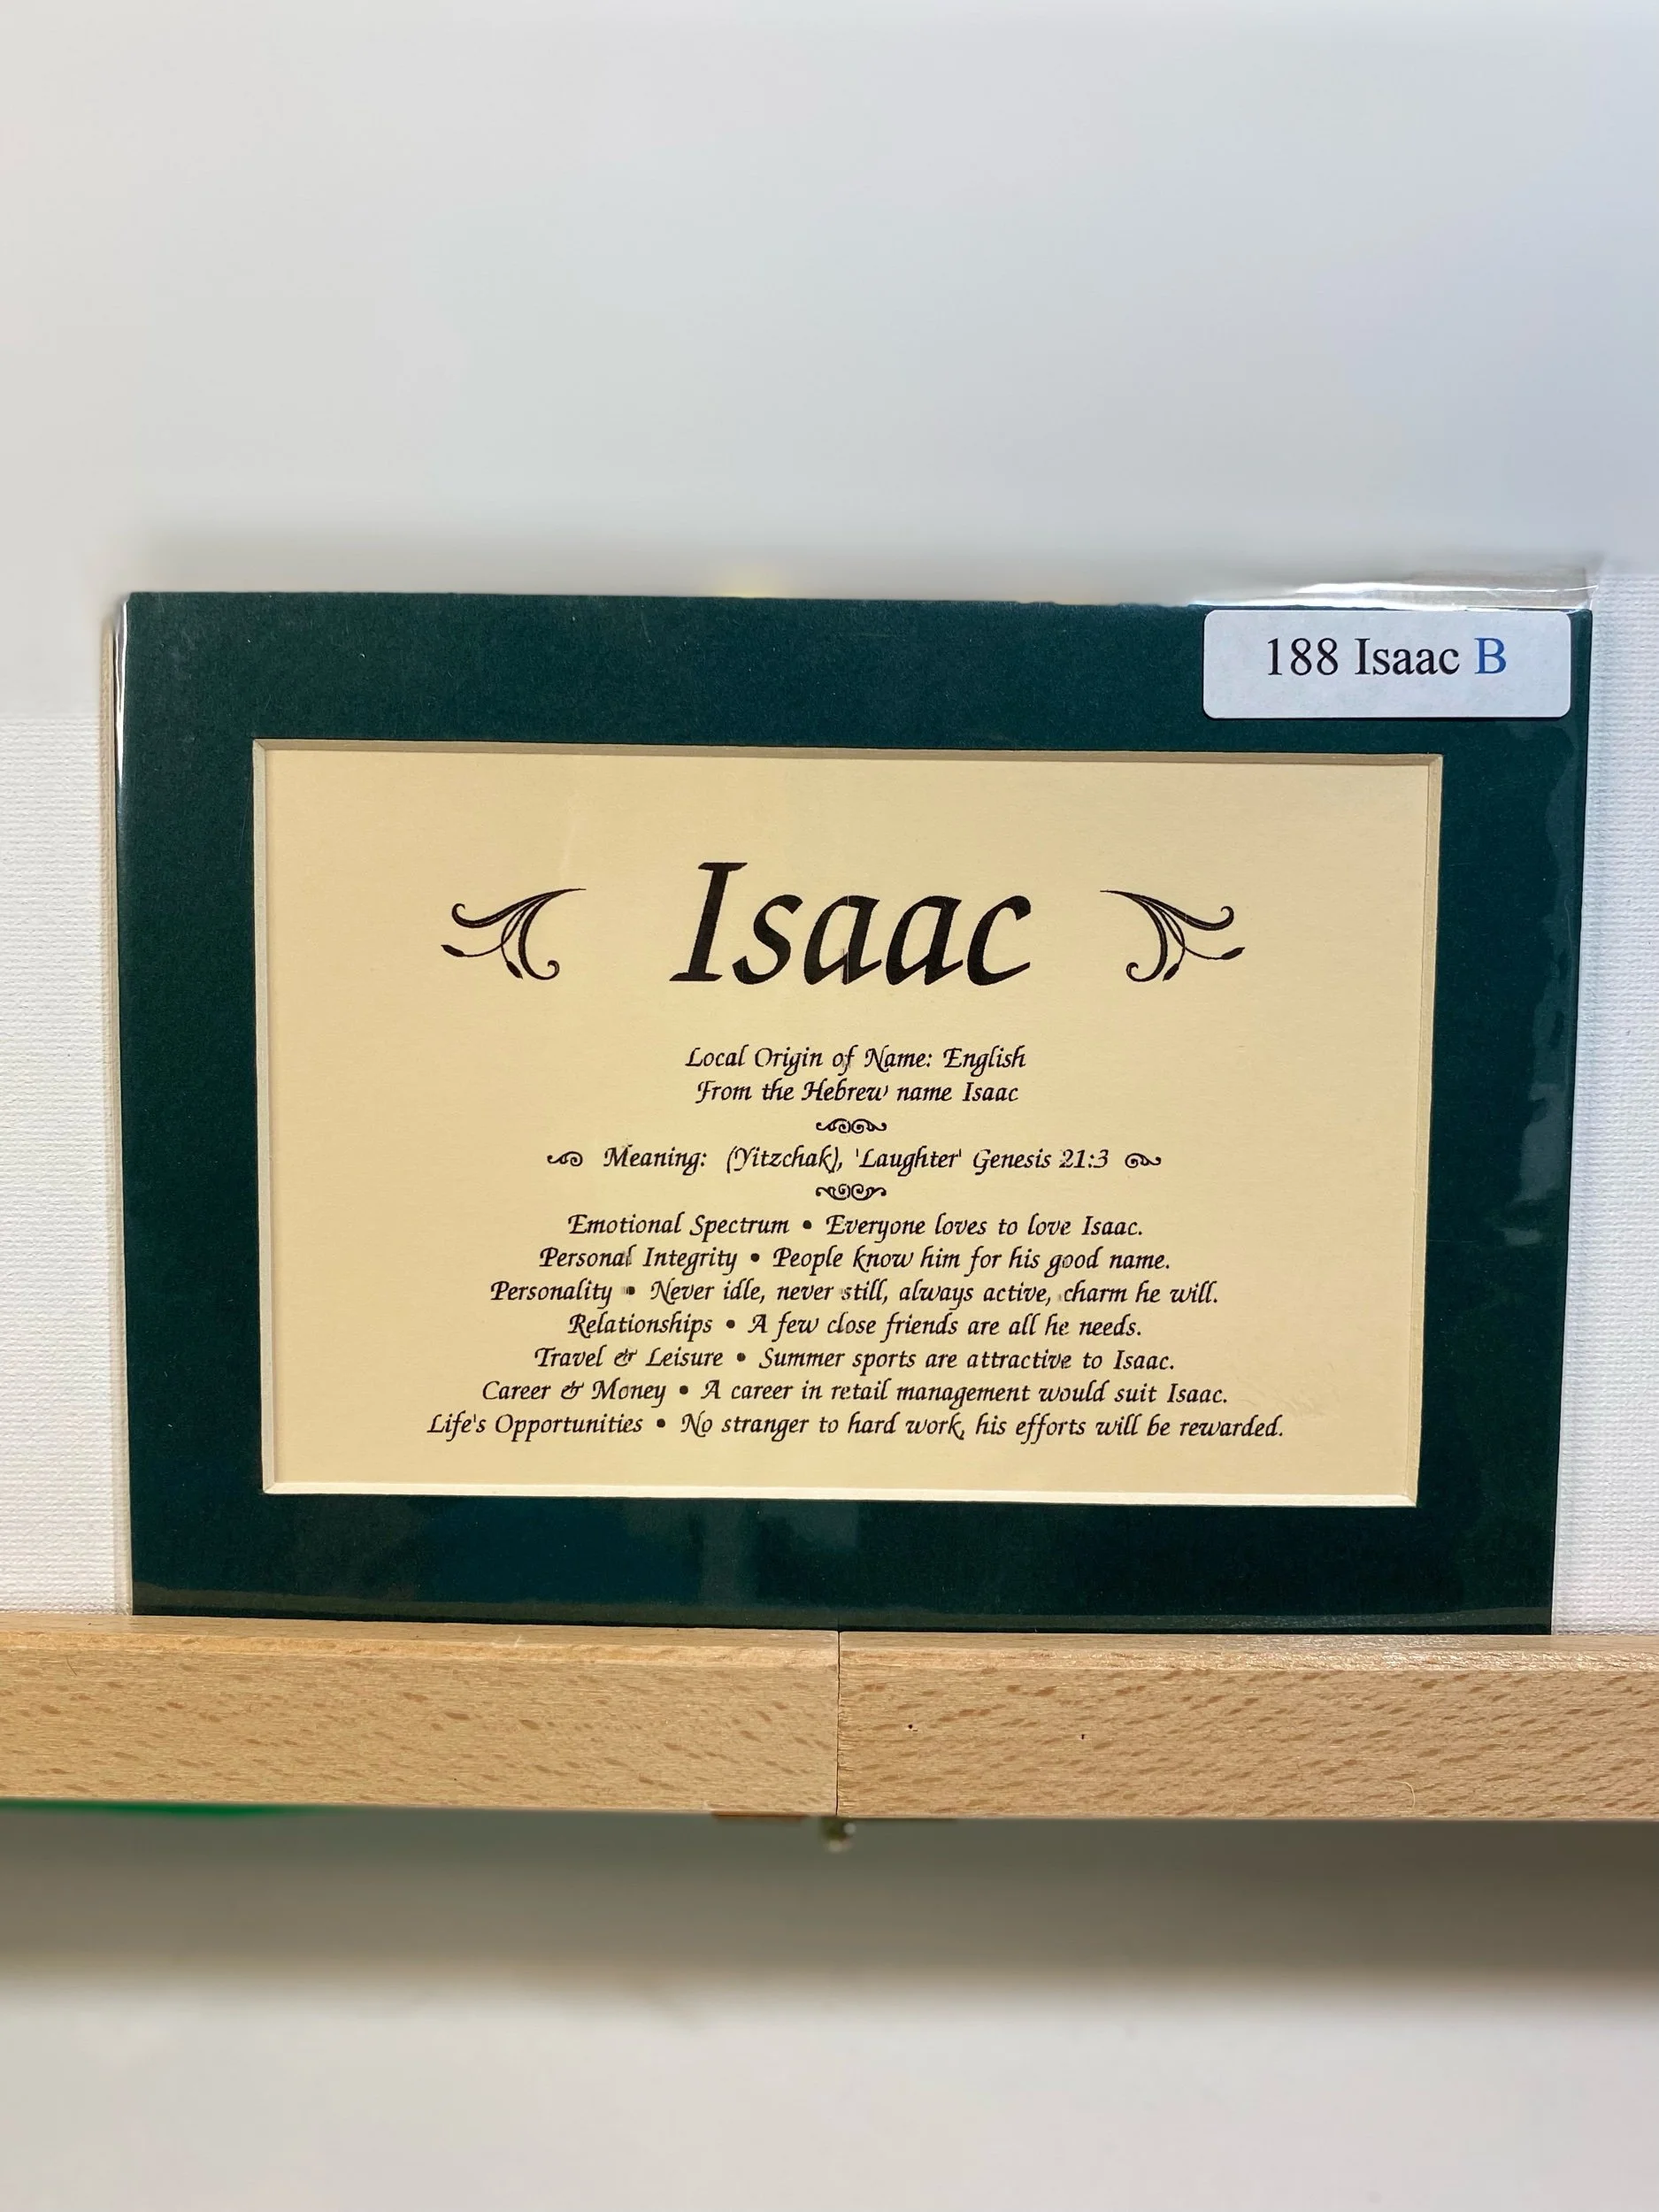 188 Isaac B
Isaac
Local Origin of Name: English
From the Hebrew name Isaac
Meaning: (Yitzchak), 'Laughter' Genesis 21:3
Emotional Spectrum • Everyone loves to love Isaac.
Personal Integrity • People know him for his good name.
Personality • Never idle, never still, always active, charm he will.
Relationships • A few close friends are all he needs.
Travel & Leisure • Summer sports are attractive to Isaac.
Career & Money • A career in retail management would suit Isaac.
Life's Opportunities • No stranger to hard work, his efforts will be rewarded.